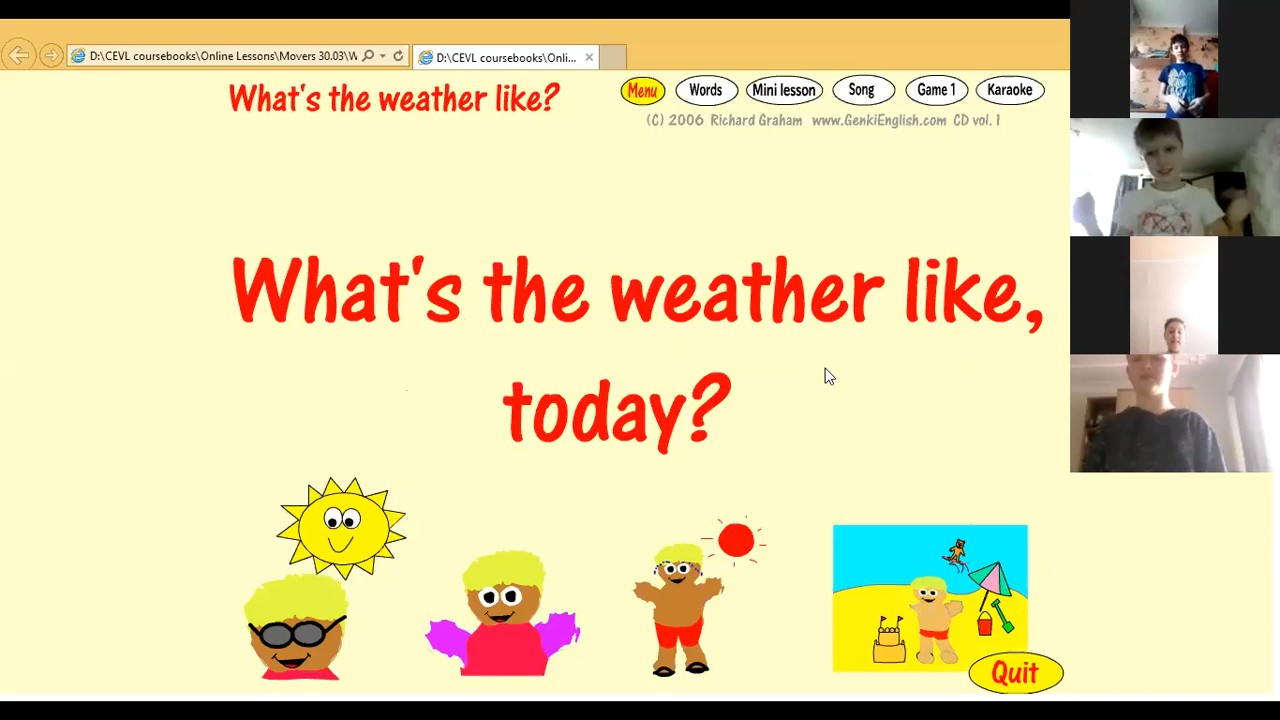 D:\CEVL coursebooks\Online Lessons\Movers 30.03\W
D:\CEVL coursebooks\Onli...
What's the weather like?
Menu
Words
Mini lesson
Song
Game 1
Karaoke
(C) 2006 Richard Graham www.GenkiEnglish.com CD vol. 1
What's the weather like,
today?
Quit